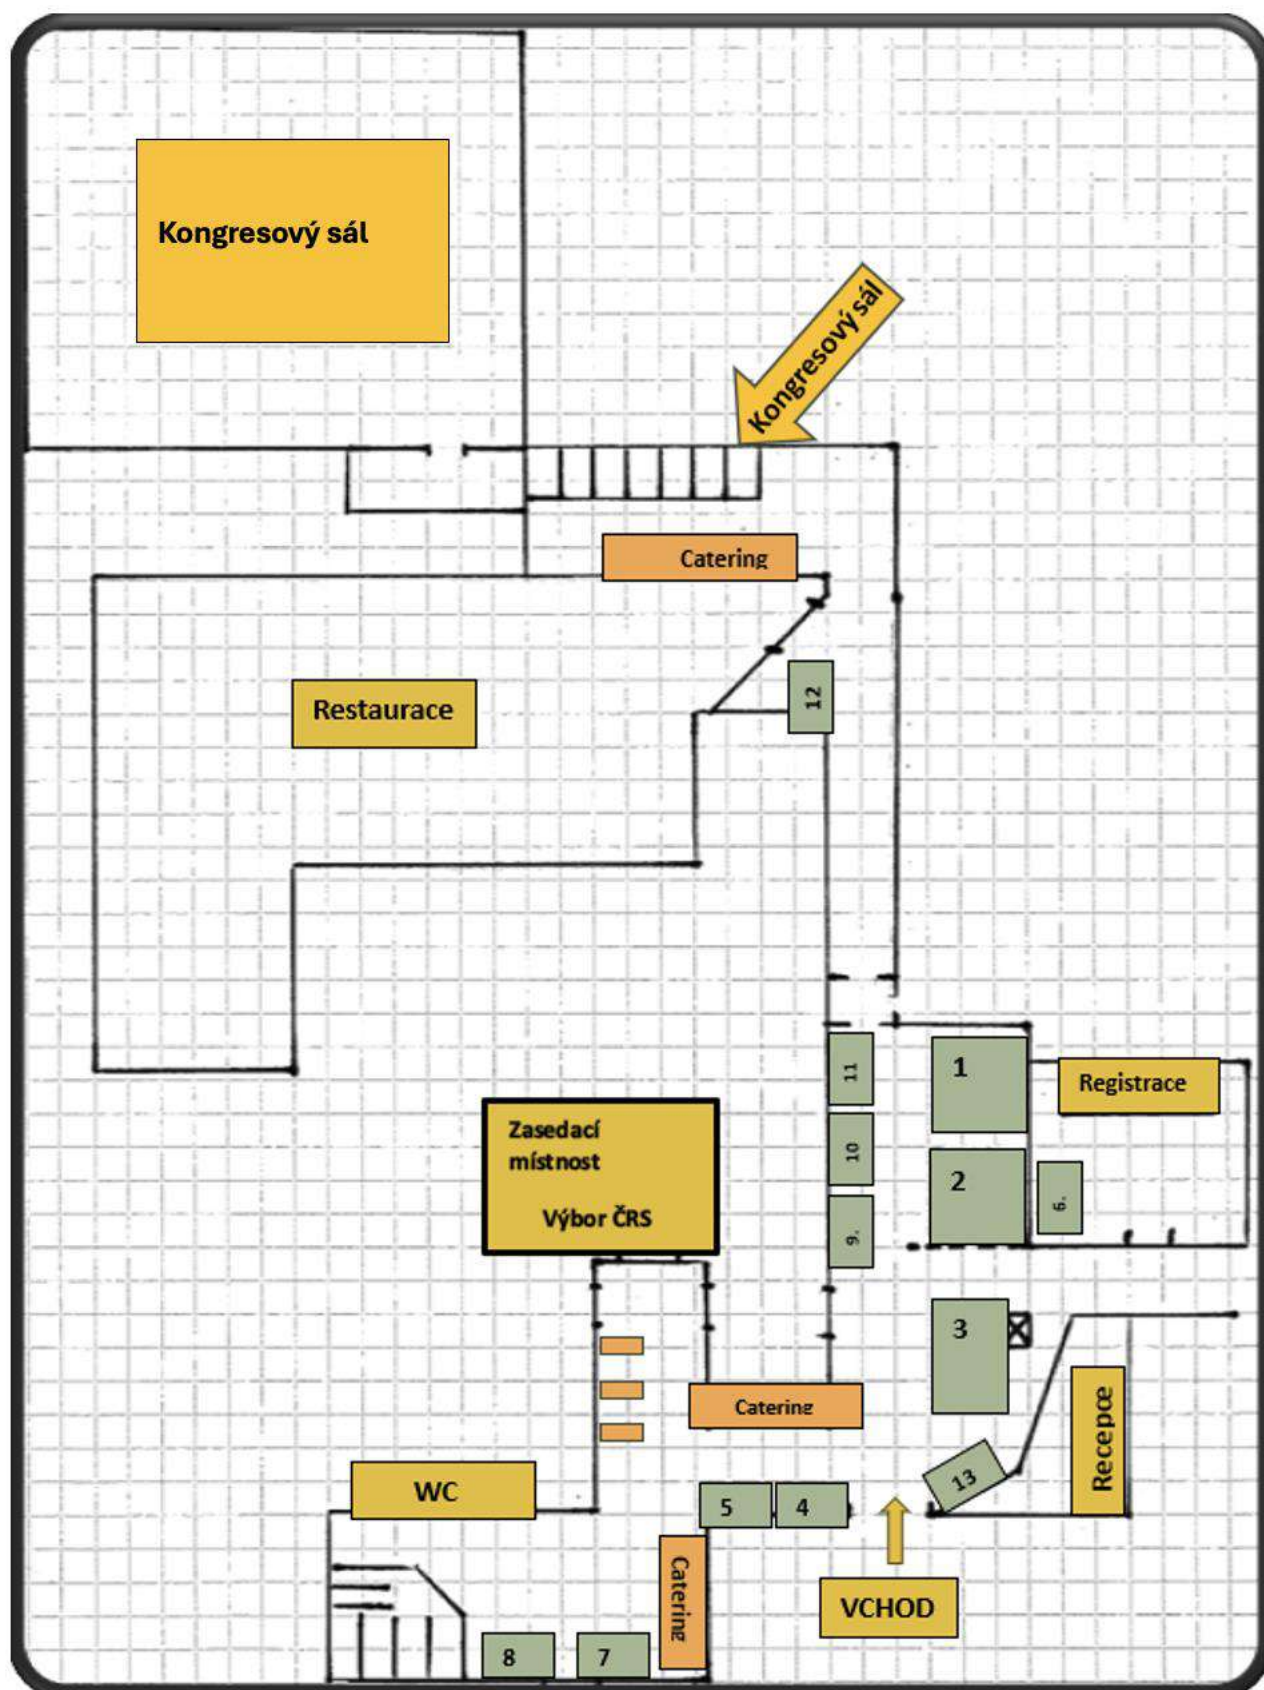 Kongresový sál
Kongresový sál
Catering
Restaurace
12
11
1
Registrace
10
2
6.
9.
Zasedací
místnost
Výbor ČRS
3
Catering
Recepce
13
WC
5
4
Catering
VCHOD
8
7